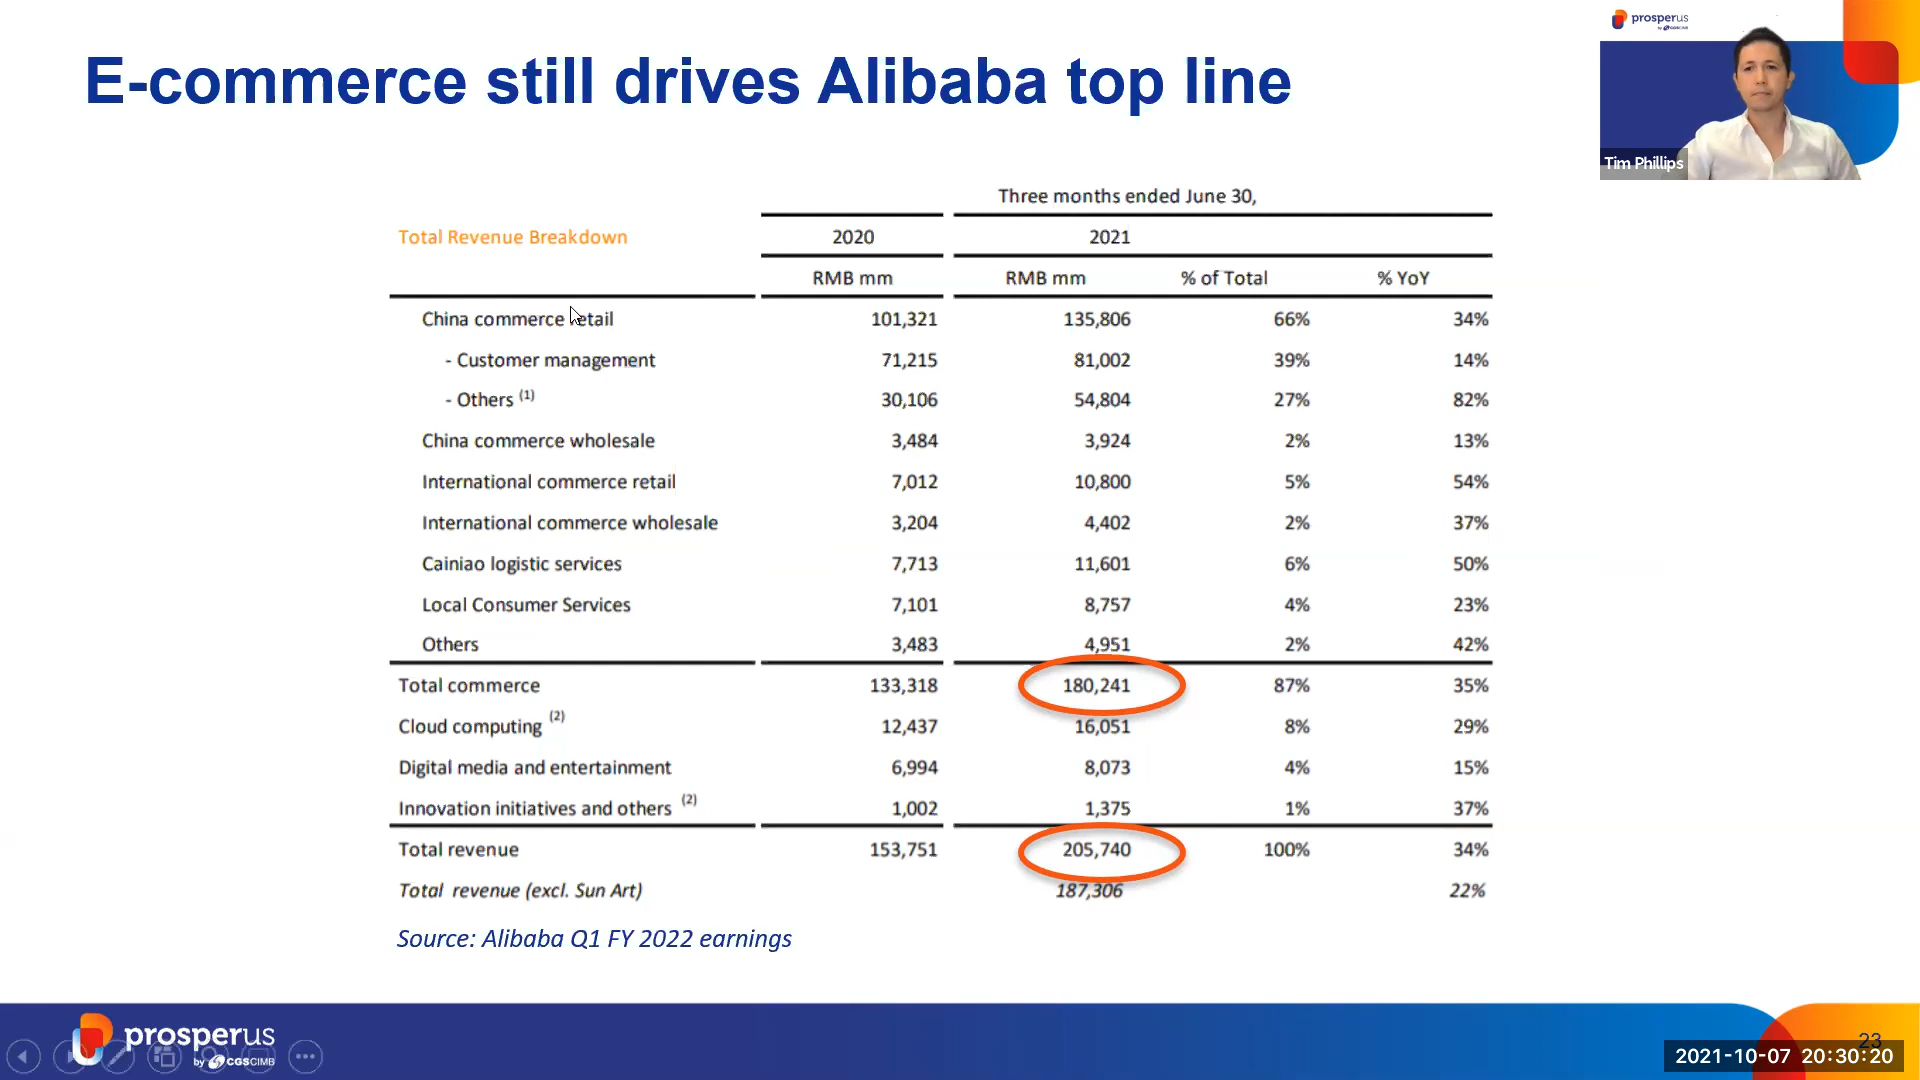 prosperus
by CGSCIMB
E-commerce still drives Alibaba top line
Tim Phillips
Three months ended June 30,
Total Revenue Breakdown 2020 2021
RMB mm RMB mm % of Total % YoY
China commerce retail 101,321 135,806 66% 34%
- Customer management 71,215 81,002 39% 14%
- Others (1) 30,106 54,804 27% 82%
China commerce wholesale 3,484 3,924 2% 13%
International commerce retail 7,012 10,800 5% 54%
International commerce wholesale 3,204 4,402 2% 37%
Cainiao logistic services 7,713 11,601 6% 50%
Local Consumer Services 7,101 8,757 4% 23%
Others 3,483 4,951 2% 42%
Total commerce 133,318 180,241 87% 35%
Cloud computing (2) 12,437 16,051 8% 29%
Digital media and entertainment 6,994 8,073 4% 15%
Innovation initiatives and others (2) 1,002 1,375 1% 37%
Total revenue 153,751 205,740 100% 34%
Total revenue (excl. Sun Art) 187,306 22%
Source: Alibaba Q1 FY 2022 earnings
prosperus
by CGSCIMB
23
2021-10-07 20:30:20